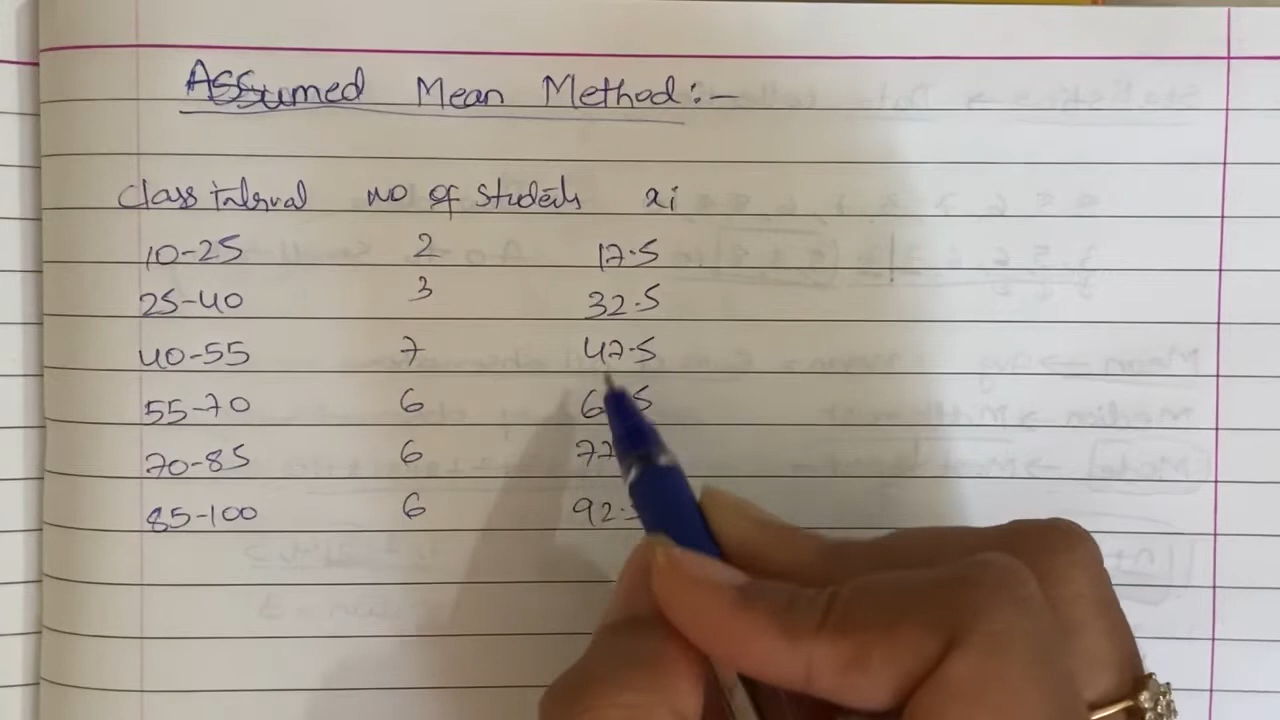 Assumed Mean Method:-
Class interval No of students xi
10-25 2 17.5
25-40 3 32.5
40-55 7 47.5
55-70 6
70-85 6
85-100 6